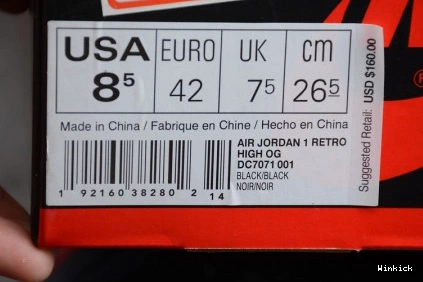 USA EURO UK cm
8⁵ 42 7⁵ 26⁵
Made in China / Fabrique en Chine / Hecho en China
AIR JORDAN 1 RETRO
HIGH OG
DC7071 001
BLACK/BLACK
NOIR/NOIR
1 92160 38280 2 14
Suggested Retail: USD $160.00
Winkick